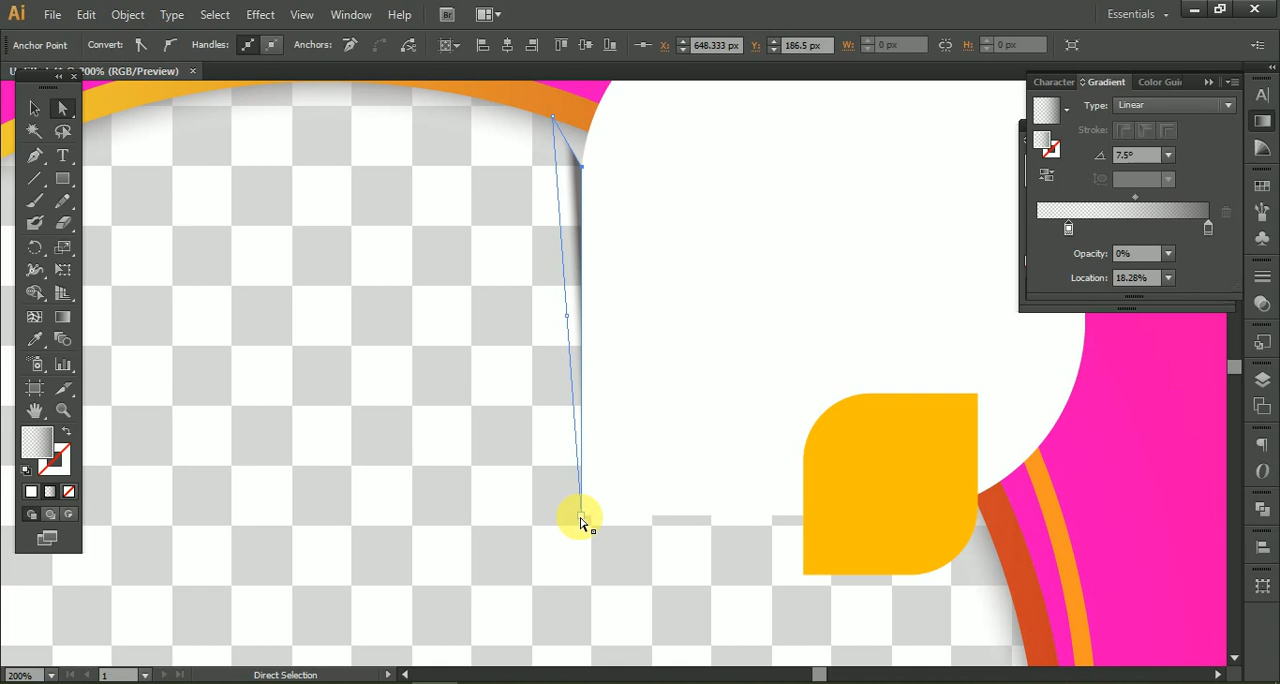 Ai File Edit Object Type Select Effect View Window Help Br Essentials
Anchor Point Convert: Handles: Anchors: X: 648.333 px Y: 186.5 px W: 0 px H: 0 px
200% (RGB/Preview) ×
Character Gradient Color Gui
Type: Linear
Stroke:
7.5°
Opacity: 0%
Location: 18.28%
200% 1 Direct Selection